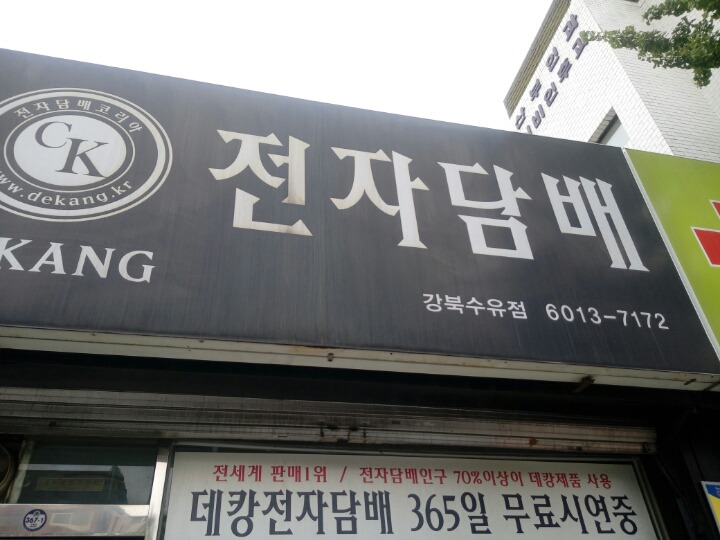 전자담배코리아
CK
www.dekang.kr
KANG
전자담배
강북수유점 6013-7172
전세계 판매1위 / 전자담배인구 70%이상이 데캉제품 사용
데캉전자담배 365일 무료시연중
367-1